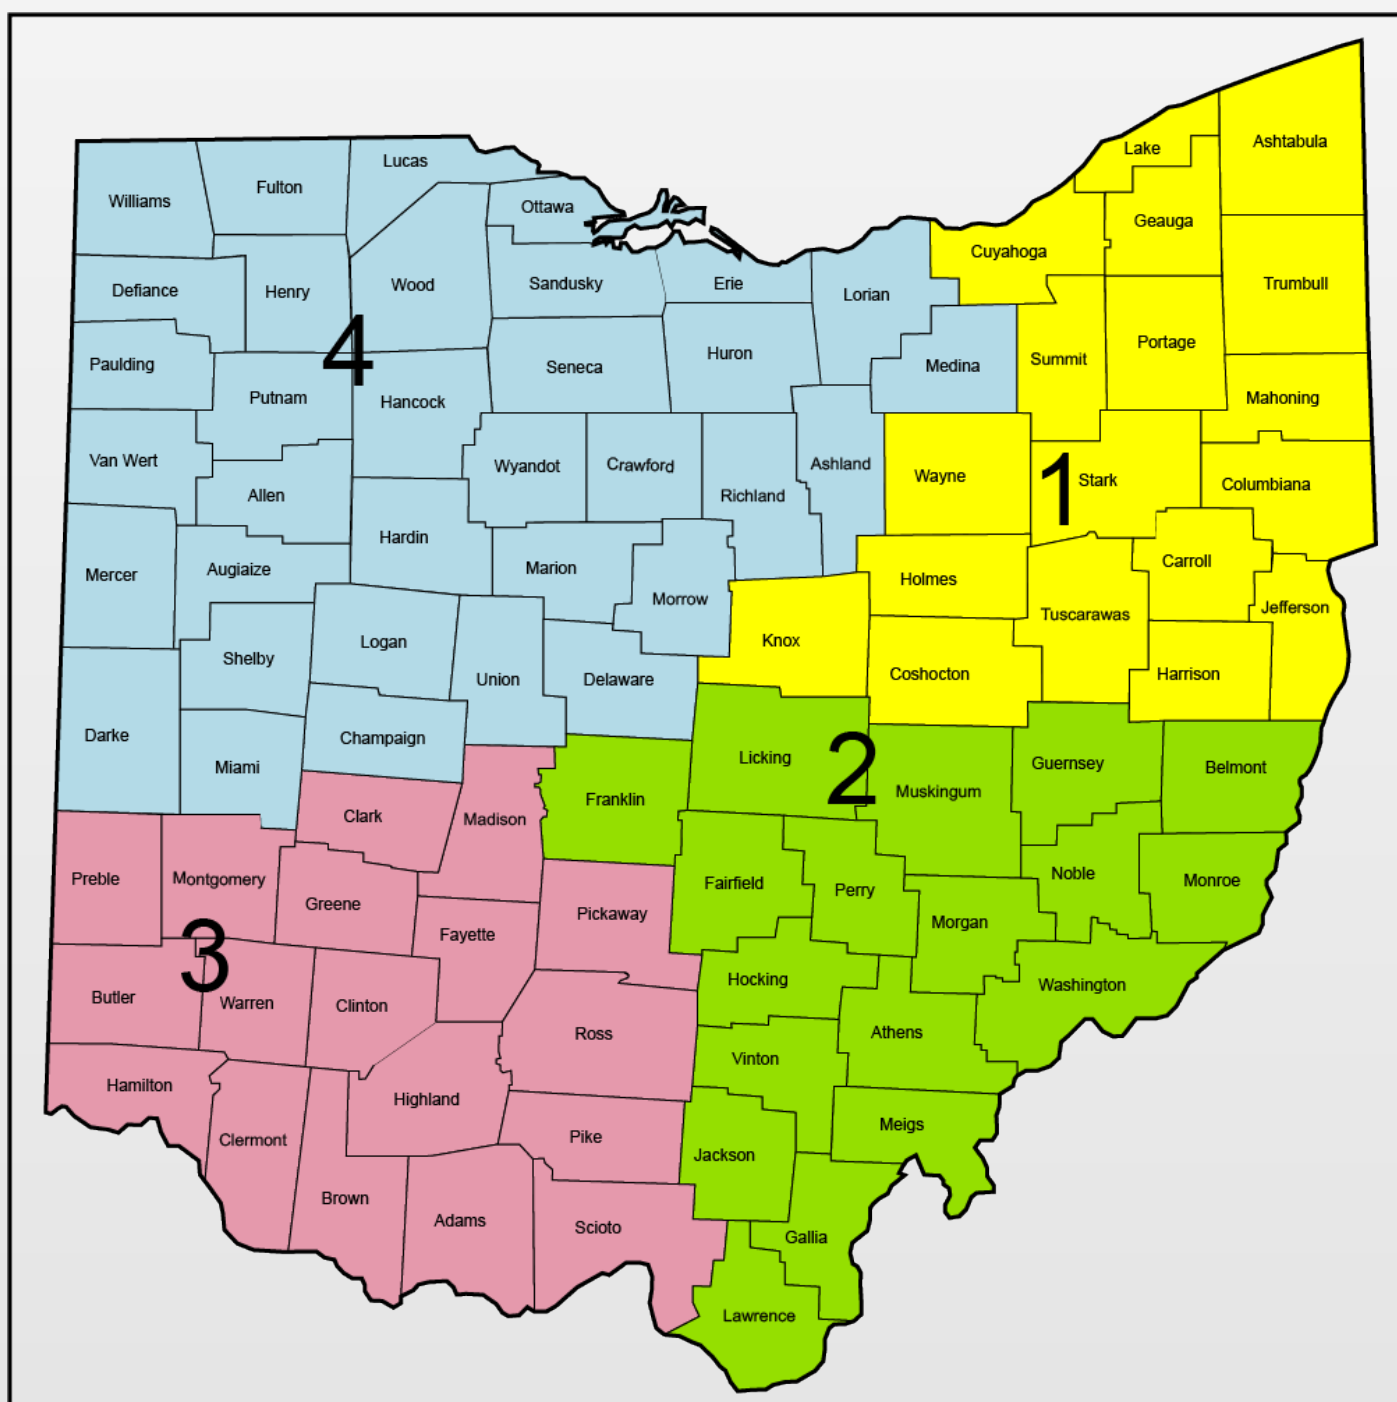 Ashtabula
Lake
Lucas
Fulton
Williams
Ottawa
Geauga
Cuyahoga
Trumbull
Sandusky
Erie
Wood
Henry
Defiance
Lorian
Portage
4
Huron
Summit
Paulding
Seneca
Medina
Putnam
Mahoning
Hancock
Van Wert
Wyandot
Crawford
Ashland
Wayne
1
Stark
Columbiana
Allen
Richland
Hardin
Carroll
Marion
Augiaize
Mercer
Holmes
Morrow
Jefferson
Tuscarawas
Knox
Logan
Shelby
Coshocton
Harrison
Union
Delaware
Darke
Champaign
Licking
2
Guernsey
Belmont
Miami
Muskingum
Franklin
Clark
Madison
Noble
Preble
Montgomery
Fairfield
Perry
Monroe
Greene
Pickaway
Morgan
Fayette
3
Hocking
Washington
Butler
Warren
Clinton
Ross
Athens
Vinton
Hamilton
Highland
Meigs
Pike
Clermont
Jackson
Brown
Adams
Scioto
Gallia
Lawrence